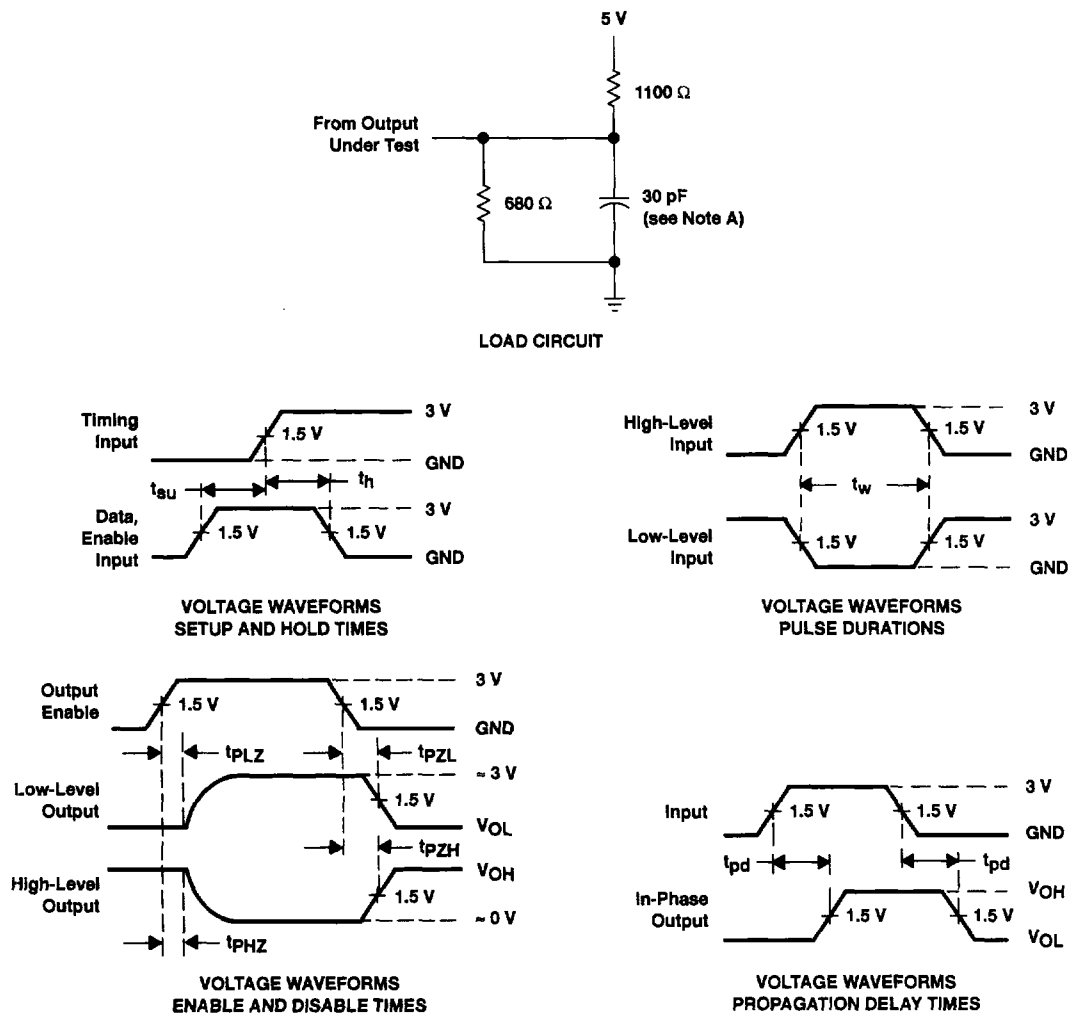 5 V
1100 Ω
From Output
Under Test
680 Ω
30 pF
(see Note A)
LOAD CIRCUIT
Timing
Input
1.5 V
3 V
GND
tsu
th
Data,
Enable
Input
1.5 V
1.5 V
3 V
GND
VOLTAGE WAVEFORMS
SETUP AND HOLD TIMES
High-Level
Input
1.5 V
1.5 V
3 V
GND
tw
Low-Level
Input
1.5 V
1.5 V
3 V
GND
VOLTAGE WAVEFORMS
PULSE DURATIONS
Output
Enable
1.5 V
1.5 V
3 V
GND
tPLZ
tPZL
Low-Level
Output
1.5 V
≈ 3 V
VOL
tPZH
High-Level
Output
1.5 V
VOH
≈ 0 V
tPHZ
VOLTAGE WAVEFORMS
ENABLE AND DISABLE TIMES
Input
1.5 V
1.5 V
3 V
GND
tpd
tpd
In-Phase
Output
1.5 V
1.5 V
VOH
VOL
VOLTAGE WAVEFORMS
PROPAGATION DELAY TIMES